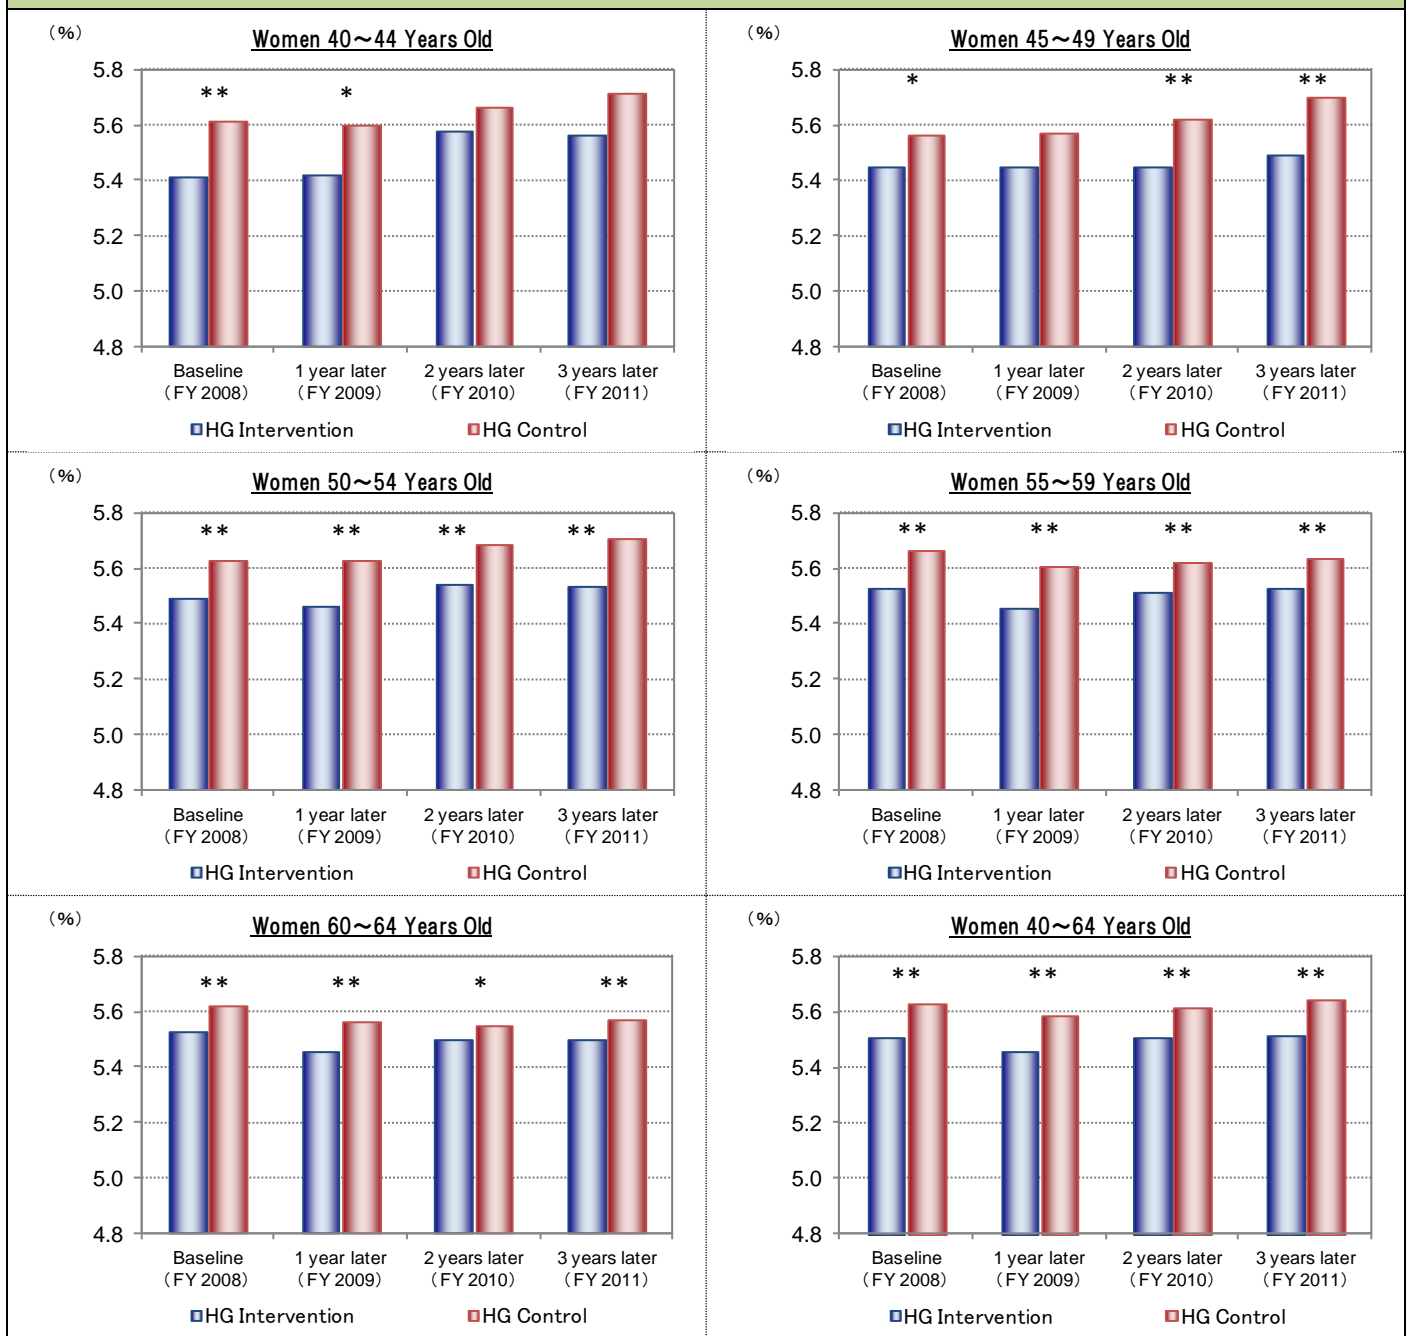 （%）
Women 40～44 Years Old
5.8
5.6
5.4
5.2
5.0
4.8
** *
Baseline 1 year later 2 years later 3 years later
（FY 2008） （FY 2009） （FY 2010） （FY 2011）
HG Intervention HG Control
（%）
Women 45～49 Years Old
5.8
5.6
5.4
5.2
5.0
4.8
* ** **
Baseline 1 year later 2 years later 3 years later
（FY 2008） （FY 2009） （FY 2010） （FY 2011）
HG Intervention HG Control
（%）
Women 50～54 Years Old
5.8
5.6
5.4
5.2
5.0
4.8
** ** ** **
Baseline 1 year later 2 years later 3 years later
（FY 2008） （FY 2009） （FY 2010） （FY 2011）
HG Intervention HG Control
（%）
Women 55～59 Years Old
5.8
5.6
5.4
5.2
5.0
4.8
** ** ** **
Baseline 1 year later 2 years later 3 years later
（FY 2008） （FY 2009） （FY 2010） （FY 2011）
HG Intervention HG Control
（%）
Women 60～64 Years Old
5.8
5.6
5.4
5.2
5.0
4.8
** ** * **
Baseline 1 year later 2 years later 3 years later
（FY 2008） （FY 2009） （FY 2010） （FY 2011）
HG Intervention HG Control
（%）
Women 40～64 Years Old
5.8
5.6
5.4
5.2
5.0
4.8
** ** ** **
Baseline 1 year later 2 years later 3 years later
（FY 2008） （FY 2009） （FY 2010） （FY 2011）
HG Intervention HG Control